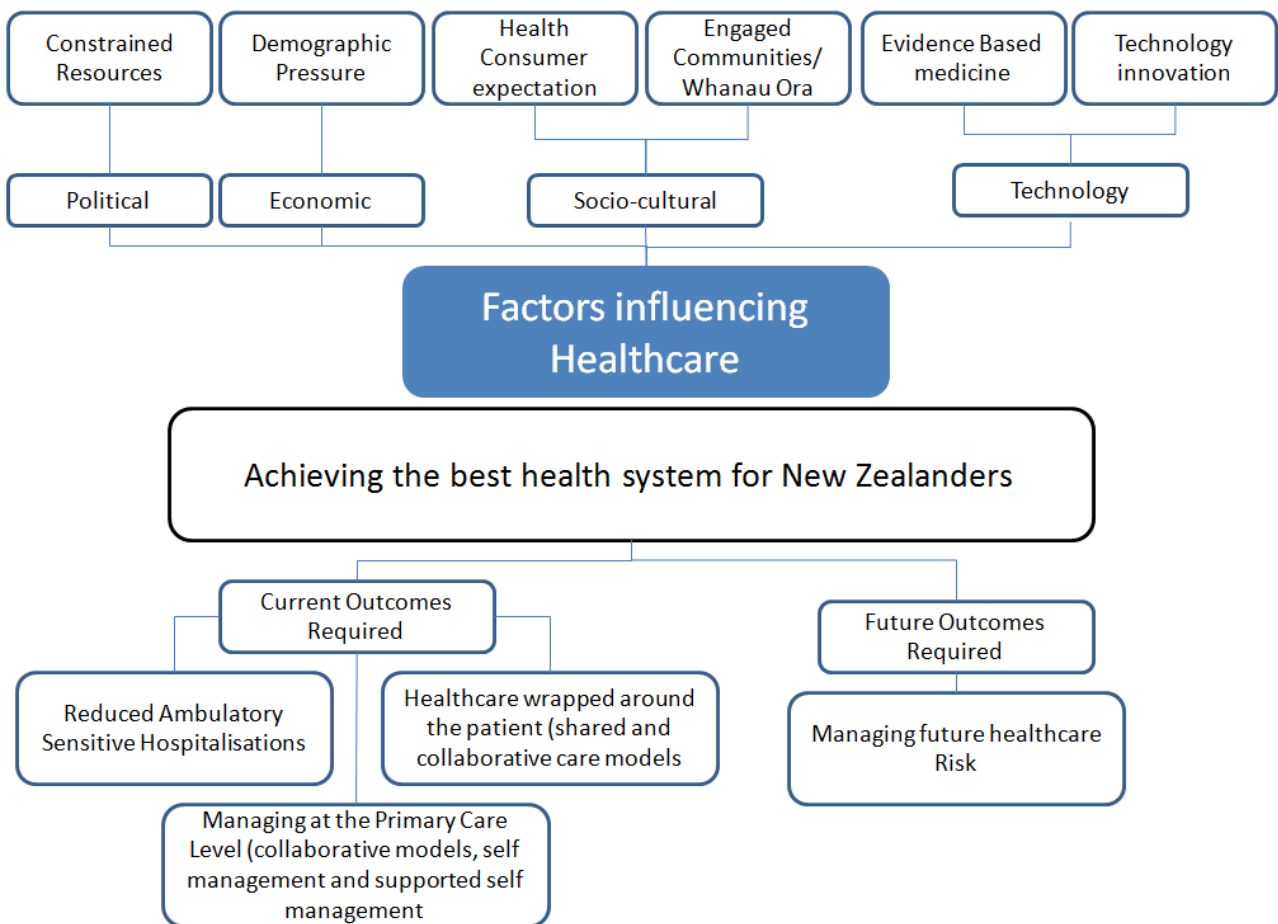 Constrained
Resources
Demographic
Pressure
Health
Consumer
expectation
Engaged
Communities/
Whanau Ora
Evidence Based
medicine
Technology
innovation
Political
Economic
Socio-cultural
Technology
Factors influencing
Healthcare
Achieving the best health system for New Zealanders
Current Outcomes
Required
Future Outcomes
Required
Reduced Ambulatory
Sensitive Hospitalisations
Healthcare wrapped around
the patient (shared and
collaborative care models
Managing future healthcare
Risk
Managing at the Primary Care
Level (collaborative models, self
management and supported self
management